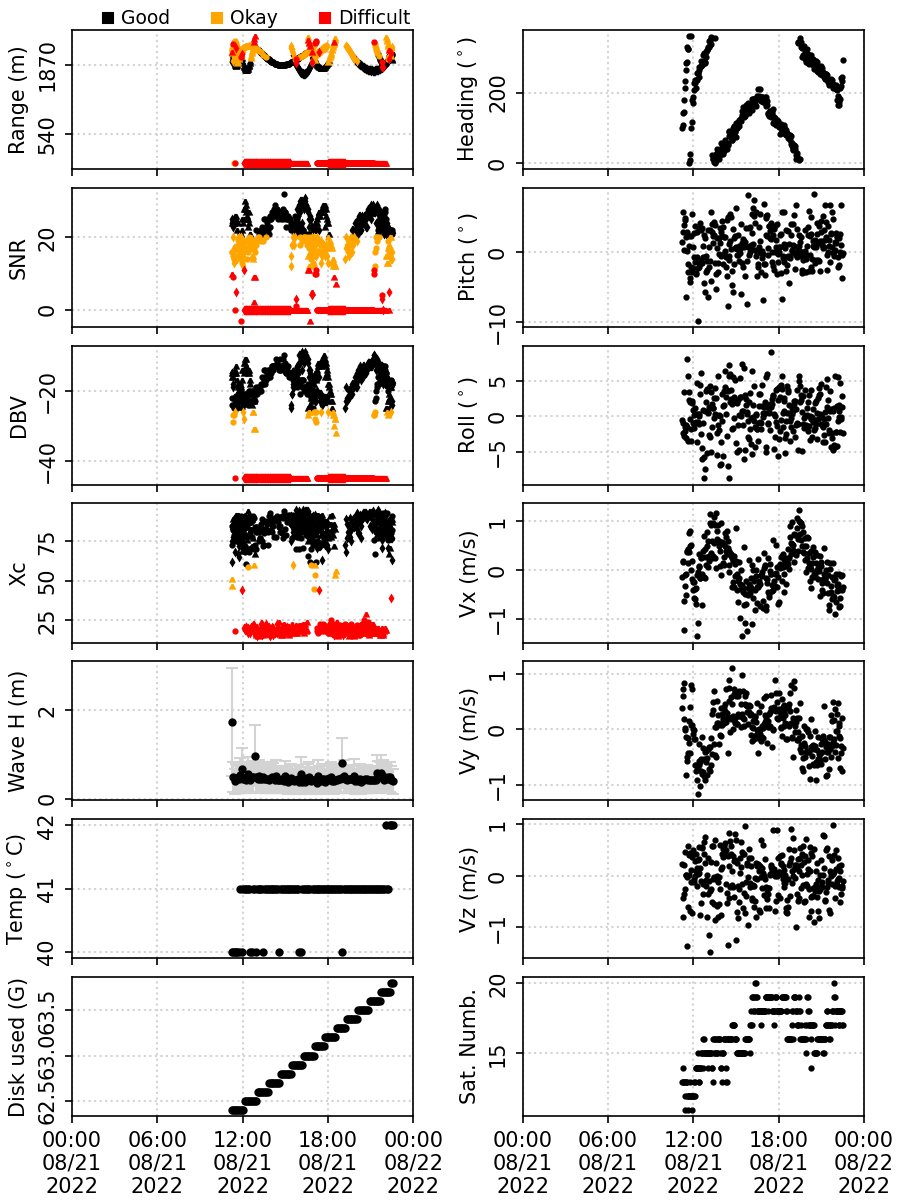 Good Okay Difficult
Range (m)
1870
540
Heading (°)
200
0
SNR
20
0
Pitch (°)
0
−10
DBV
−20
−40
Roll (°)
5
0
−5
Xc
75
50
25
Vx (m/s)
1
0
−1
Wave H (m)
2
0
Vy (m/s)
1
0
−1
Temp (°C)
42
41
40
Vz (m/s)
1
0
−1
Disk used (G)
63.5
63.0
62.5
Sat. Numb.
20
15
00:00 06:00 12:00 18:00 00:00 00:00 06:00 12:00 18:00 00:00
08/21 08/21 08/21 08/21 08/22 08/21 08/21 08/21 08/21 08/22
2022 2022 2022 2022 2022 2022 2022 2022 2022 2022